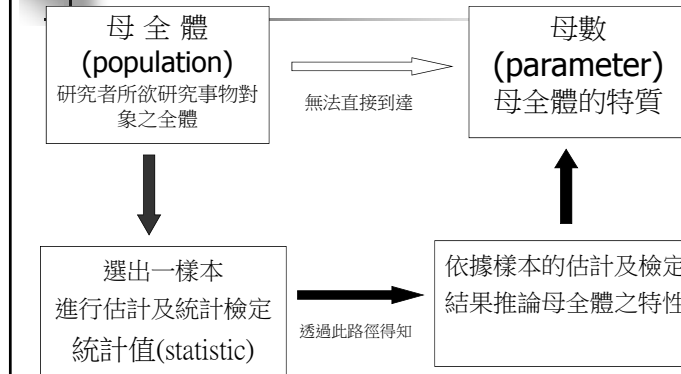 母 全 體
(population)
研究者所欲研究事物對
象之全體
無法直接到達
母數
(parameter)
母全體的特質
選出一樣本
進行估計及統計檢定
統計值(statistic)
透過此路徑得知
依據樣本的估計及檢定
結果推論母全體之特性